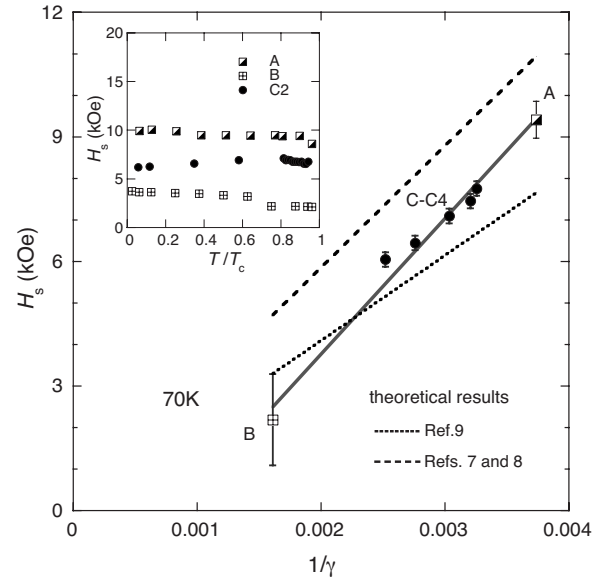 12
9
6
3
0
H_s (kOe)
20
15
10
5
0
H_s (kOe)
A
B
C2
0 0.2 0.4 0.6 0.8 1
T/T_c
A
C-C4
B
70K
theoretical results
Ref.9
Refs. 7 and 8
0 0.001 0.002 0.003 0.004
1/γ